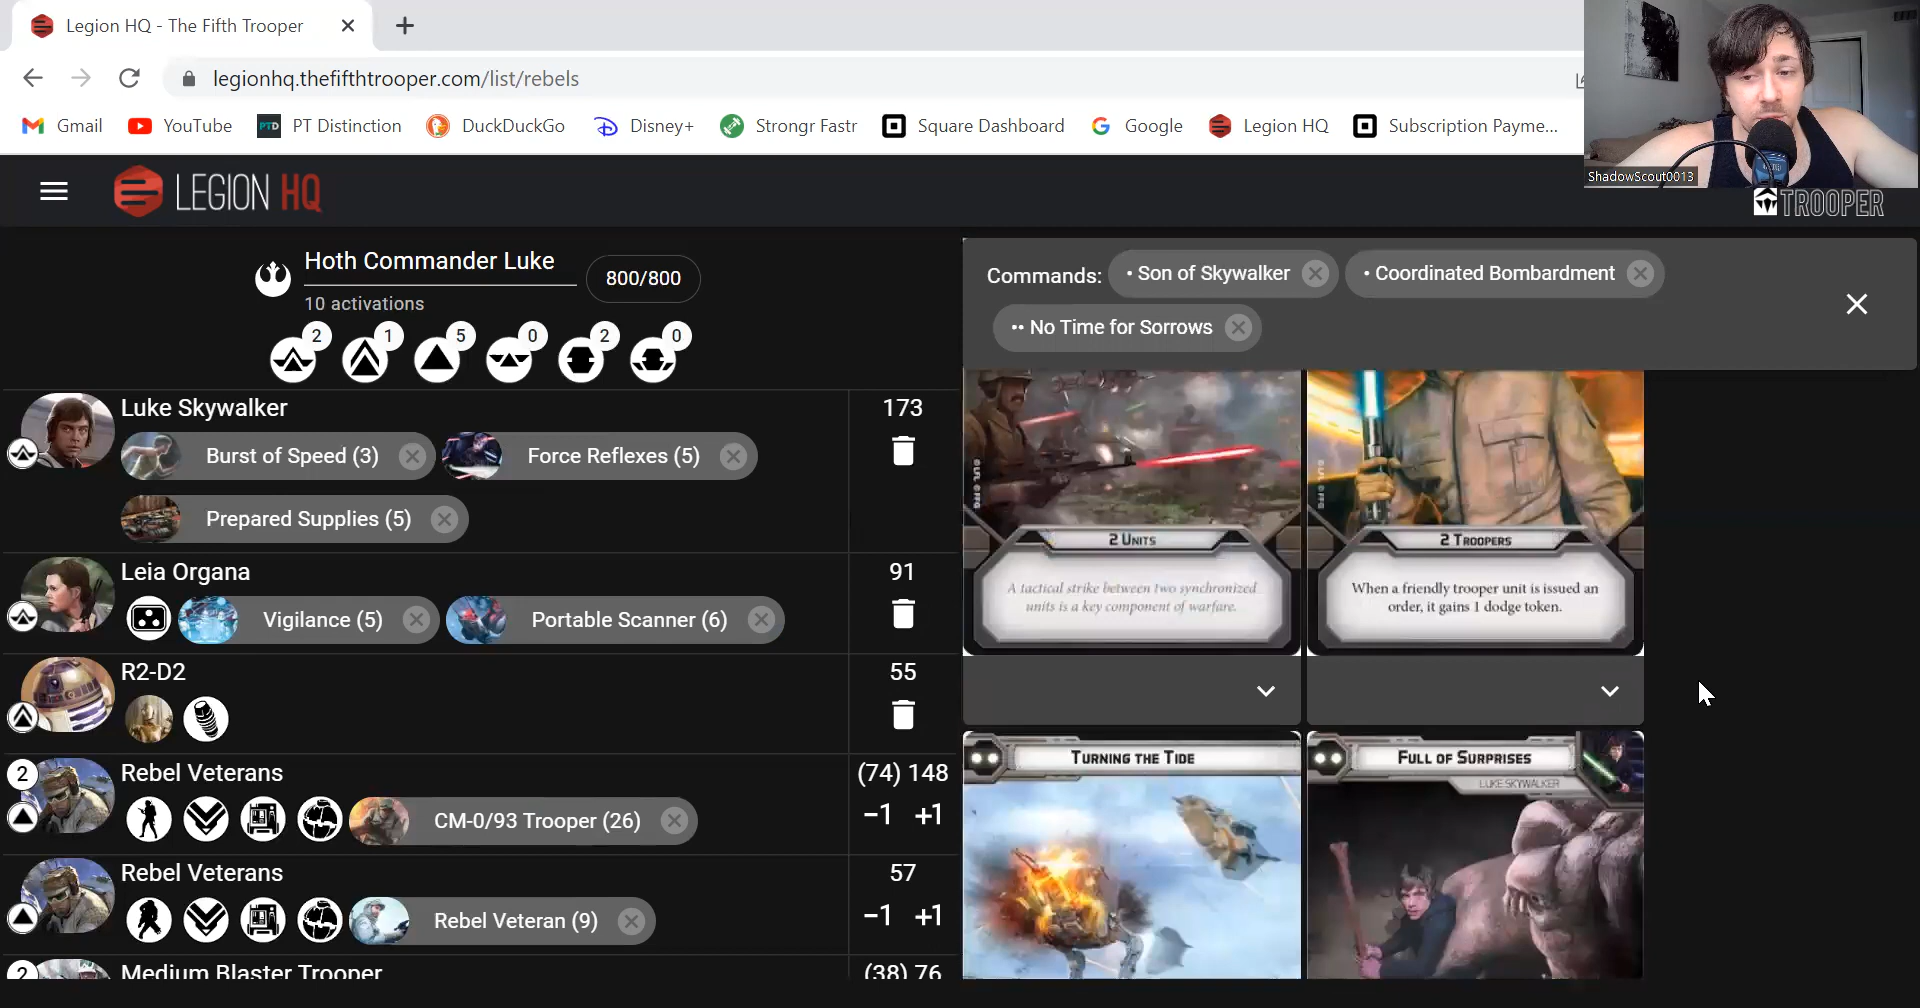 Legion HQ - The Fifth Trooper
legionhq.thefifthtrooper.com/list/rebels
Gmail YouTube PTD PT Distinction DuckDuckGo Disney+ Strongr Fastr Square Dashboard Google Legion HQ Subscription Payme...
ShadowScout0013
LEGION HQ
TROOPER
Hoth Commander Luke
800/800
10 activations
2 1 5 0 2 0
Luke Skywalker
173
Burst of Speed (3)
Force Reflexes (5)
Prepared Supplies (5)
Leia Organa
91
Vigilance (5)
Portable Scanner (6)
R2-D2
55
2
Rebel Veterans
(74) 148
CM-0/93 Trooper (26)
−1 +1
Rebel Veterans
57
Rebel Veteran (9)
−1 +1
2
Medium Blaster Trooper
(38) 76
Commands:
• Son of Skywalker
• Coordinated Bombardment
•• No Time for Sorrows
©LFL ©FFG
2 UNITS
A tactical strike between two synchronized
units is a key component of warfare.
©LFL ©FFG
2 TROOPERS
When a friendly trooper unit is issued an
order, it gains 1 dodge token.
TURNING THE TIDE
FULL OF SURPRISES
LUKE SKYWALKER